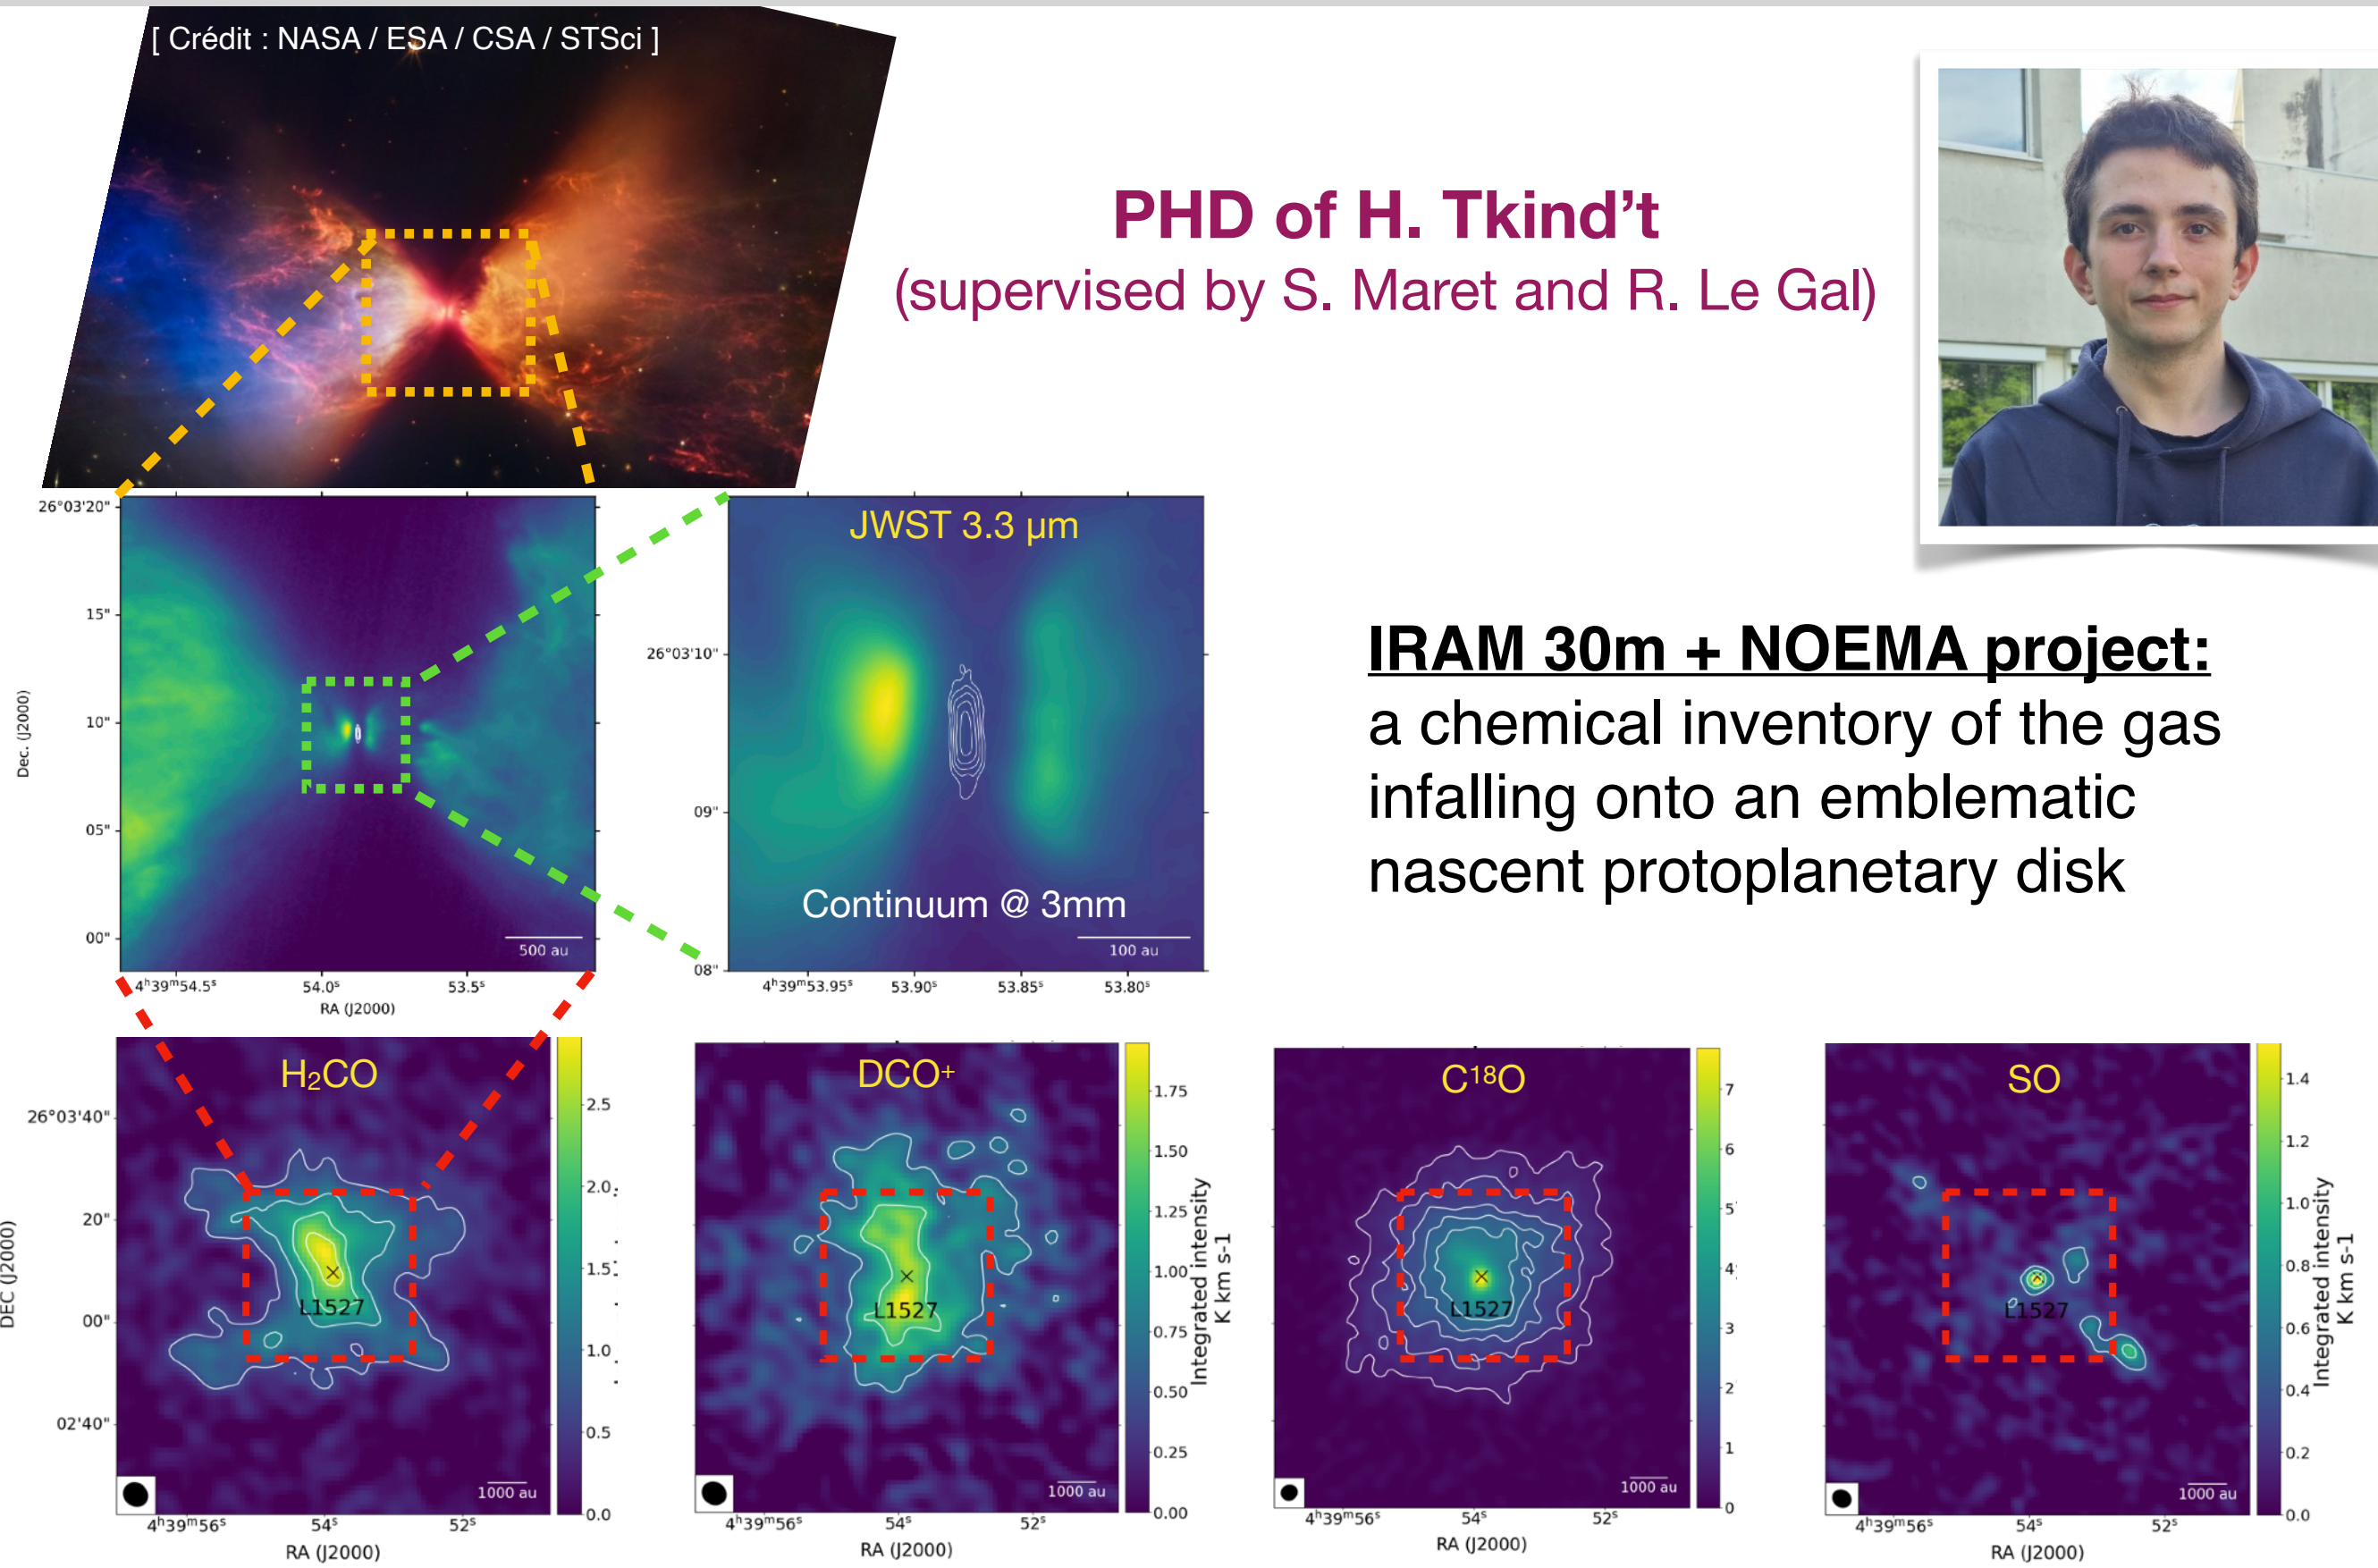 [ Crédit : NASA / ESA / CSA / STSci ]
PHD of H. Tkind't
(supervised by S. Maret and R. Le Gal)
26°03'20"
15"
10"
05"
00"
Dec. (J2000)
500 au
4ʰ39ᵐ54.5ˢ 54.0ˢ 53.5ˢ
RA (J2000)
JWST 3.3 µm
26°03'10"
09"
08"
Continuum @ 3mm
100 au
4ʰ39ᵐ53.95ˢ 53.90ˢ 53.85ˢ 53.80ˢ
IRAM 30m + NOEMA project:
a chemical inventory of the gas
infalling onto an emblematic
nascent protoplanetary disk
H₂CO
26°03'40"
20"
00"
02'40"
DEC (J2000)
L1527
1000 au
4ʰ39ᵐ56ˢ 54ˢ 52ˢ
RA (J2000)
2.5
2.0
1.5
1.0
0.5
0.0
DCO⁺
L1527
1000 au
4ʰ39ᵐ56ˢ 54ˢ 52ˢ
RA (J2000)
1.75
1.50
1.25
1.00
0.75
0.50
0.25
0.00
Integrated intensity
K km s-1
C¹⁸O
L1527
1000 au
4ʰ39ᵐ56ˢ 54ˢ 52ˢ
RA (J2000)
7
6
5
4
3
2
1
0
SO
L1527
1000 au
4ʰ39ᵐ56ˢ 54ˢ 52ˢ
RA (J2000)
1.4
1.2
1.0
0.8
0.6
0.4
0.2
0.0
Integrated intensity
K km s-1